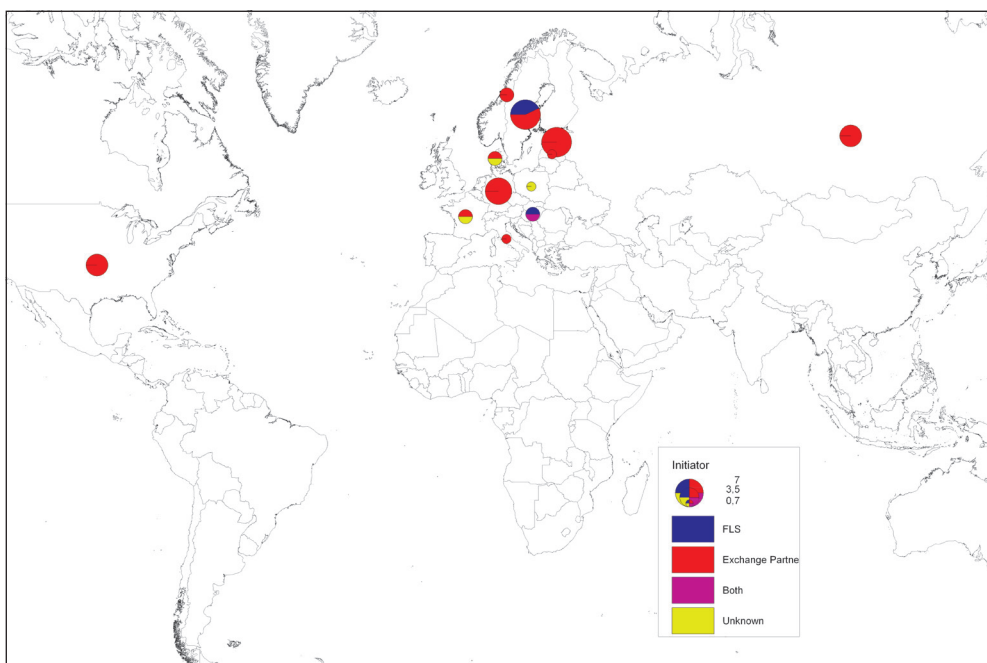 Initiator
7
3,5
0,7
FLS
Exchange Partne
Both
Unknown